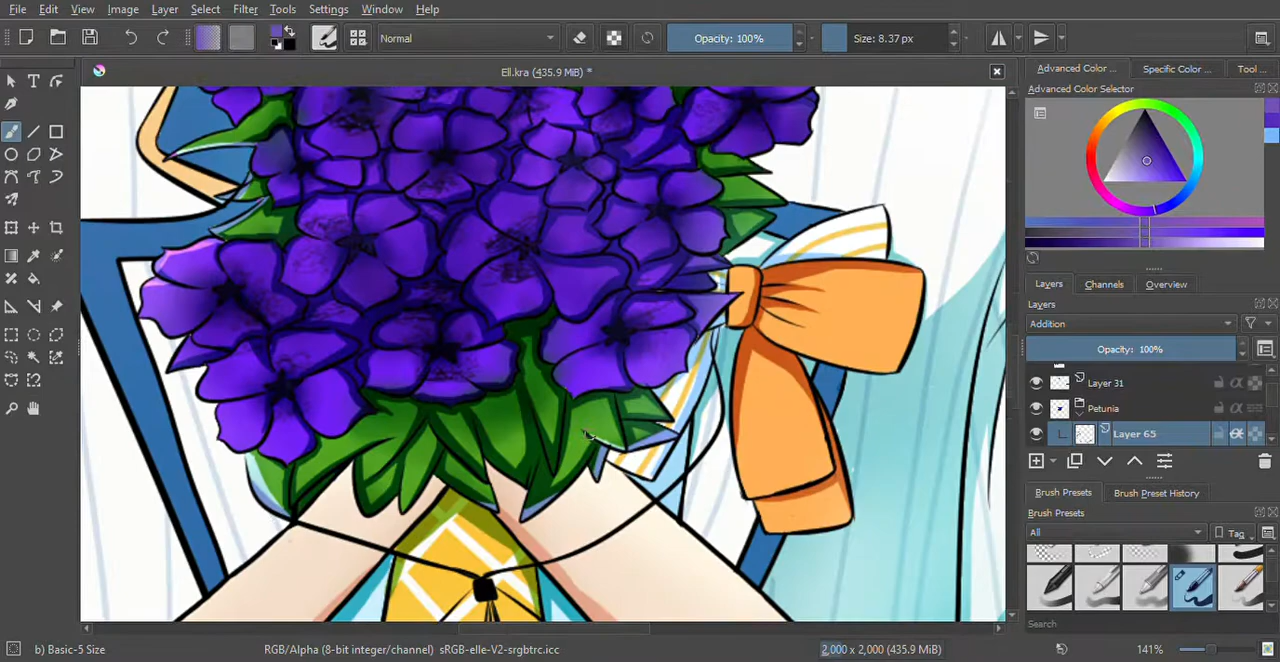 File Edit View Image Layer Select Filter Tools Settings Window Help
Normal Opacity: 100% Size: 8.37 px
Ell.kra (435.9 MiB) *
Advanced Color ... Specific Color ... Tool ...
Advanced Color Selector
Layers Channels Overview
Layers
Addition
Opacity: 100%
Layer 31
Petunia
Layer 65
Brush Presets Brush Preset History
Brush Presets
All Tag
Search
b) Basic-5 Size RGB/Alpha (8-bit integer/channel) sRGB-elle-V2-srgbtrc.icc 2,000 x 2,000 (435.9 MiB) 141%